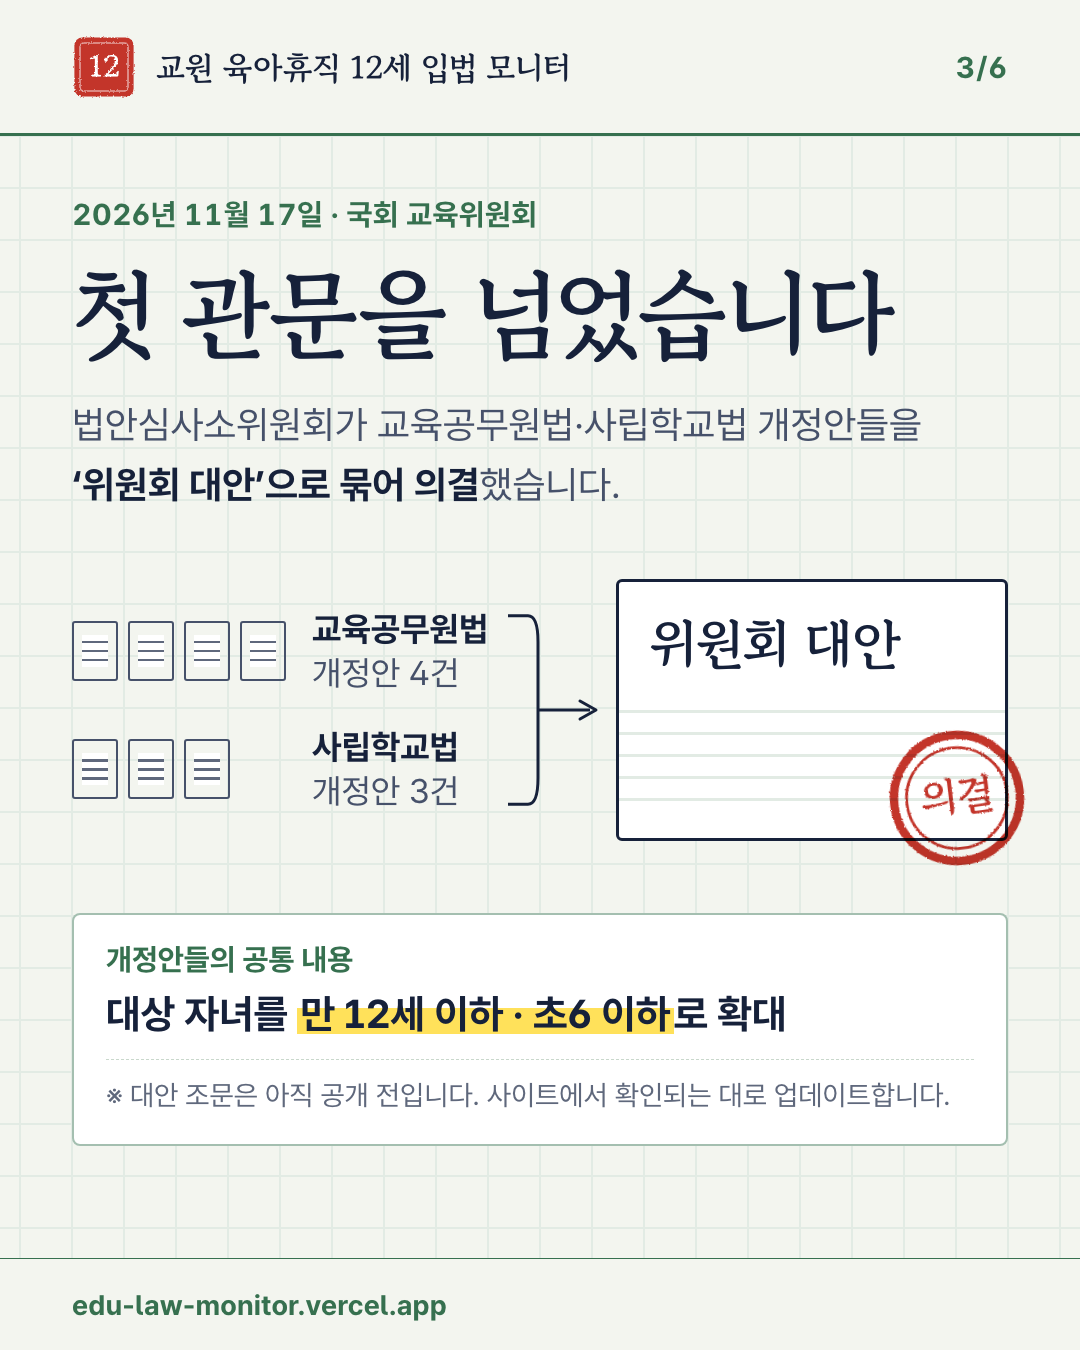 12
교원 육아휴직 12세 입법 모니터
3/6
2026년 11월 17일 · 국회 교육위원회
첫 관문을 넘었습니다
법안심사소위원회가 교육공무원법·사립학교법 개정안들을
‘위원회 대안’으로 묶어 의결했습니다.
교육공무원법
개정안 4건
사립학교법
개정안 3건
위원회 대안
의결
개정안들의 공통 내용
대상 자녀를 만 12세 이하 · 초6 이하로 확대
※ 대안 조문은 아직 공개 전입니다. 사이트에서 확인되는 대로 업데이트합니다.
edu-law-monitor.vercel.app